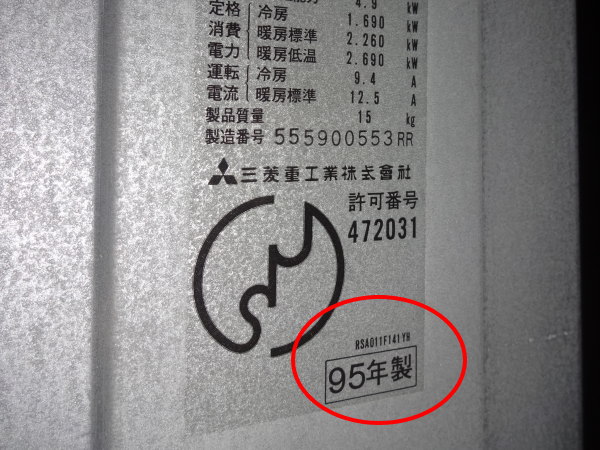 4.9 kW
定格 冷房 1.690 kW
消費 暖房標準 2.260 kW
電力 暖房低温 2.690 kW
運転 冷房 9.4 A
電流 暖房標準 12.5 A
製品質量 15 kg
製造番号 555900553RR
三菱重工業株式會社
許可番号
472031
RSA011F141YH
95年製